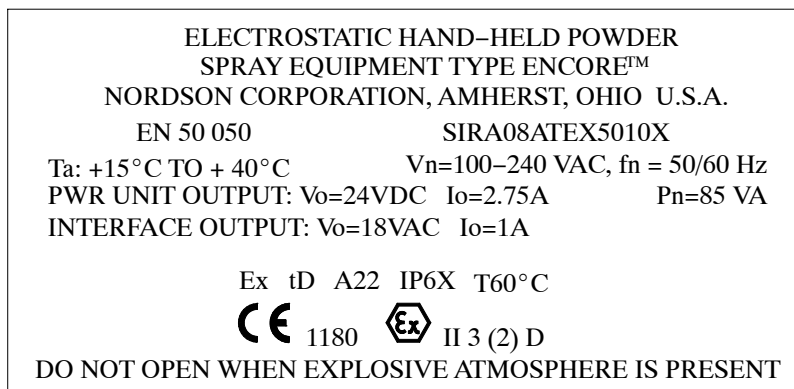 ELECTROSTATIC HAND–HELD POWDER
SPRAY EQUIPMENT TYPE ENCORE™
NORDSON CORPORATION, AMHERST, OHIO U.S.A.
EN 50 050 SIRA08ATEX5010X
Ta: +15°C TO + 40°C Vn=100–240 VAC, fn = 50/60 Hz
PWR UNIT OUTPUT: Vo=24VDC Io=2.75A Pn=85 VA
INTERFACE OUTPUT: Vo=18VAC Io=1A
Ex tD A22 IP6X T60°C
CE 1180 Ex II 3 (2) D
DO NOT OPEN WHEN EXPLOSIVE ATMOSPHERE IS PRESENT